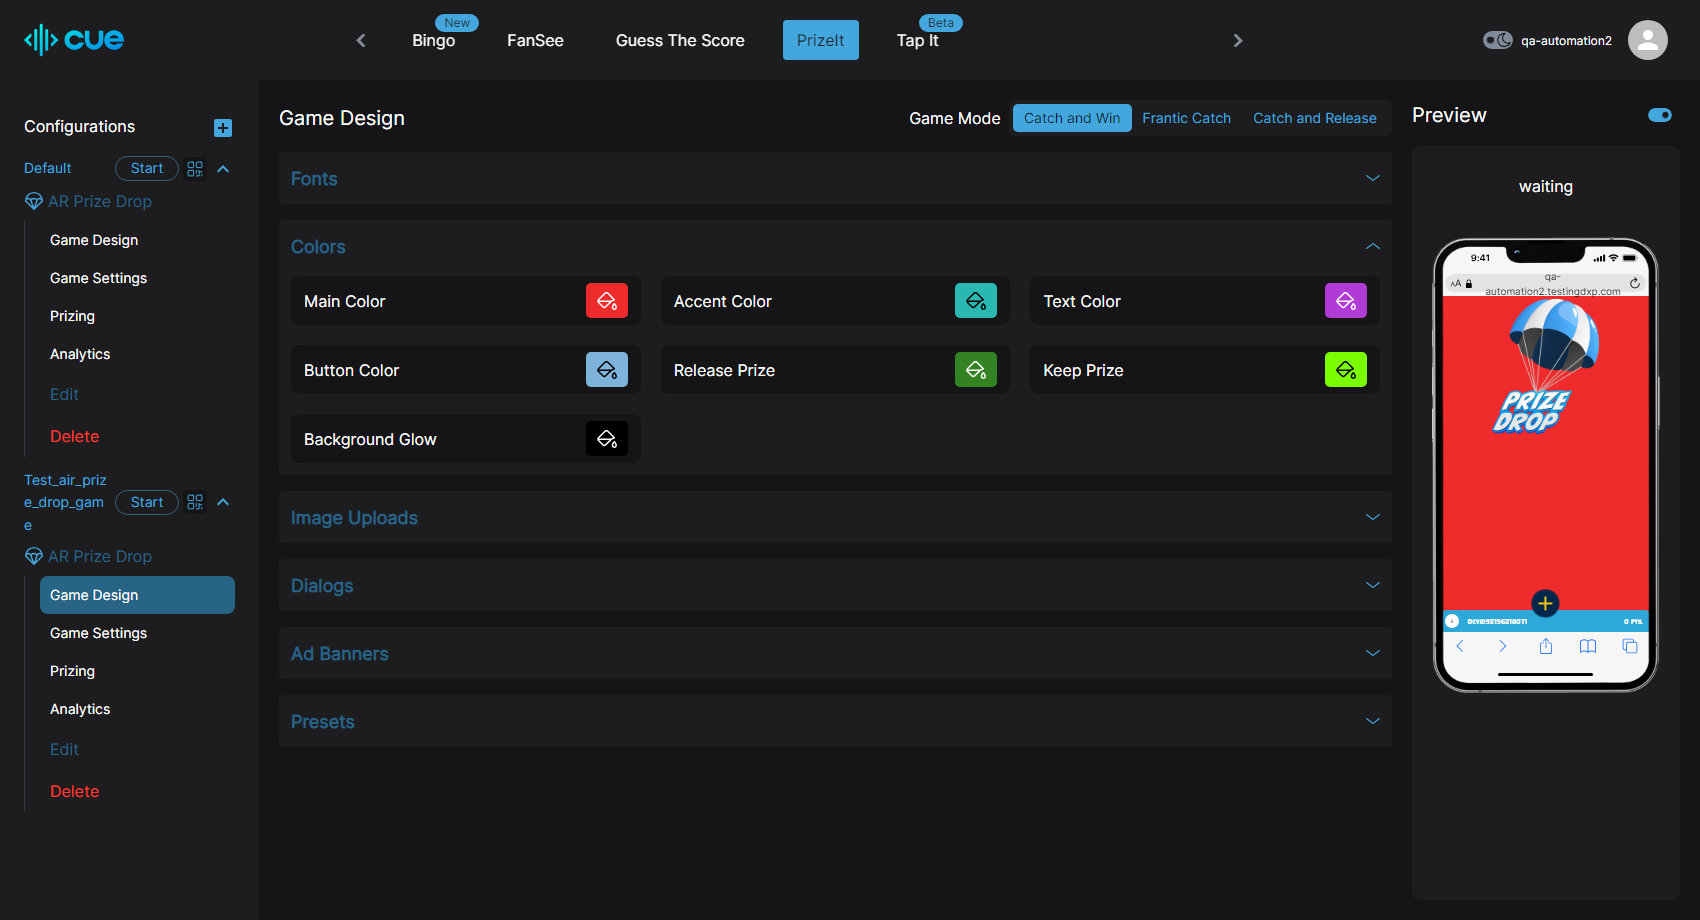 cue
New
Beta
Bingo
FanSee
Guess The Score
PrizeIt
Tap It
qa-automation2
Configurations
Default
Start
AR Prize Drop
Game Design
Game Settings
Prizing
Analytics
Edit
Delete
Test_air_priz
e_drop_gam
e
Start
AR Prize Drop
Game Design
Game Settings
Prizing
Analytics
Edit
Delete
Game Design
Game Mode
Catch and Win
Frantic Catch
Catch and Release
Fonts
Colors
Main Color
Accent Color
Text Color
Button Color
Release Prize
Keep Prize
Background Glow
Image Uploads
Dialogs
Ad Banners
Presets
Preview
waiting
9:41
AA
qa-
automation2.testingdxp.com
PRIZE
DROP
0 PTS.